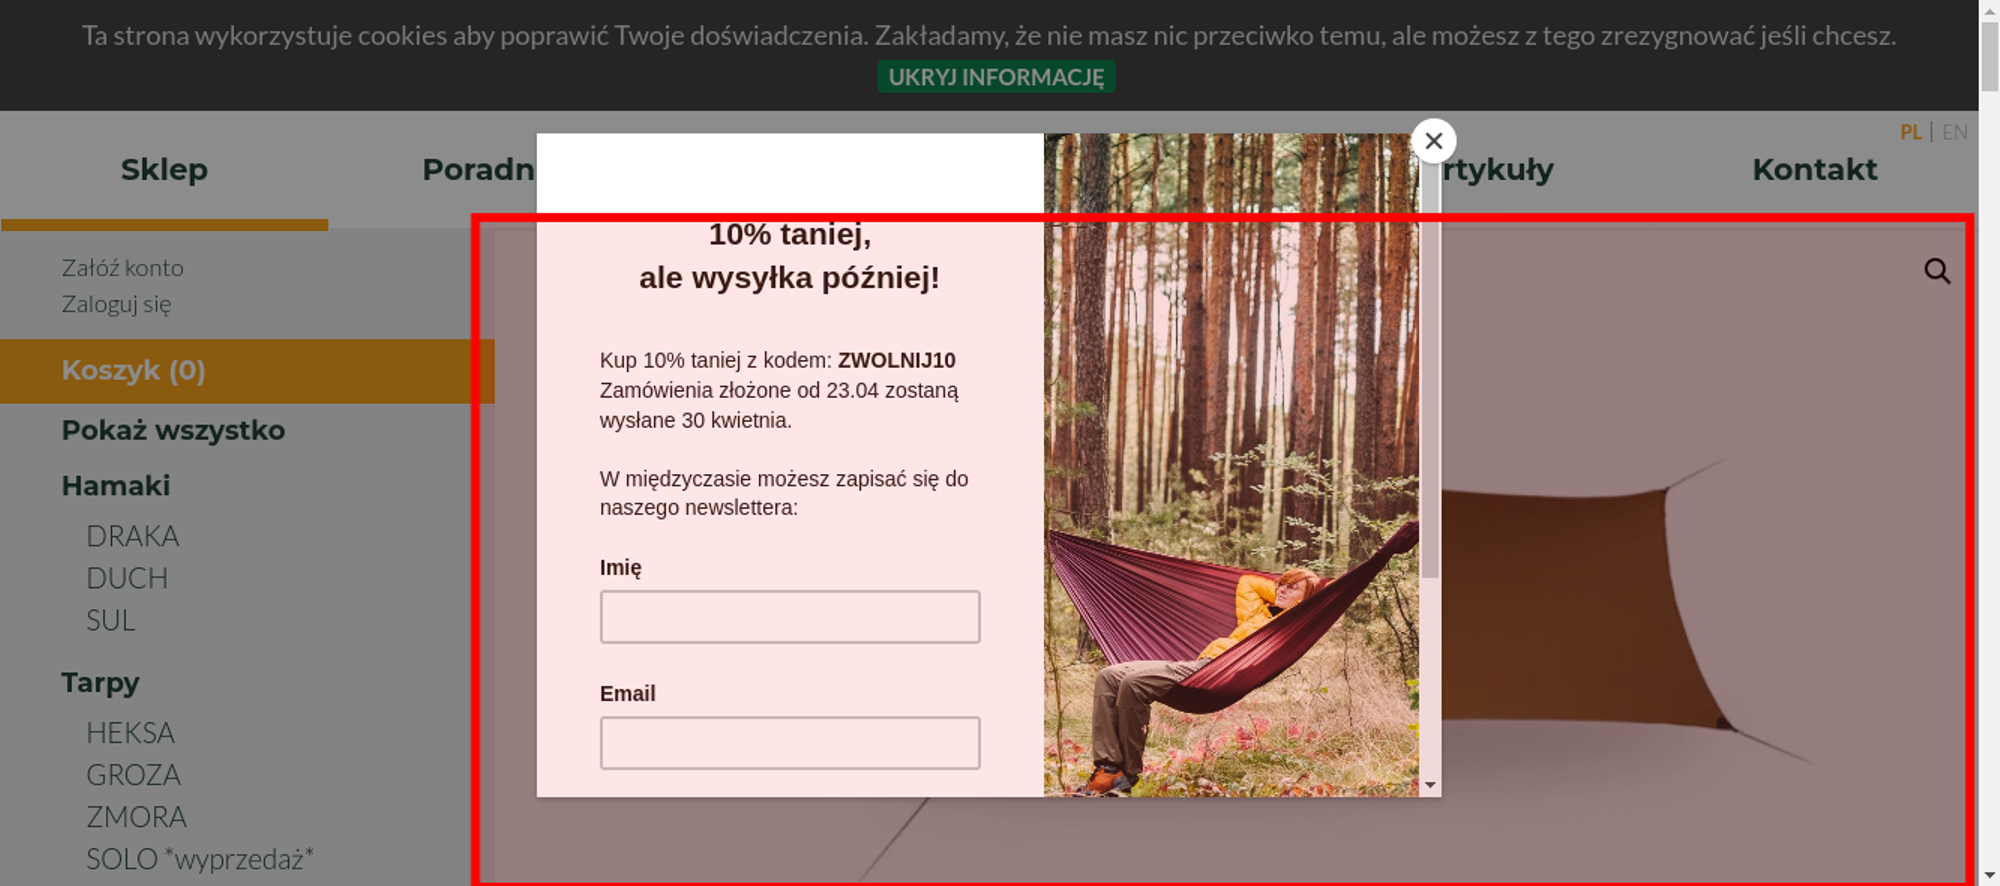 Ta strona wykorzystuje cookies aby poprawić Twoje doświadczenia. Zakładamy, że nie masz nic przeciwko temu, ale możesz z tego zrezygnować jeśli chcesz.
UKRYJ INFORMACJĘ
PL | EN
Sklep
Poradn
rtykuły
Kontakt
Załóż konto
Zaloguj się
Koszyk (0)
Pokaż wszystko
Hamaki
DRAKA
DUCH
SUL
Tarpy
HEKSA
GROZA
ZMORA
SOLO *wyprzedaż*
10% taniej,
ale wysyłka później!
Kup 10% taniej z kodem: ZWOLNIJ10
Zamówienia złożone od 23.04 zostaną
wysłane 30 kwietnia.
W międzyczasie możesz zapisać się do
naszego newslettera:
Imię
Email